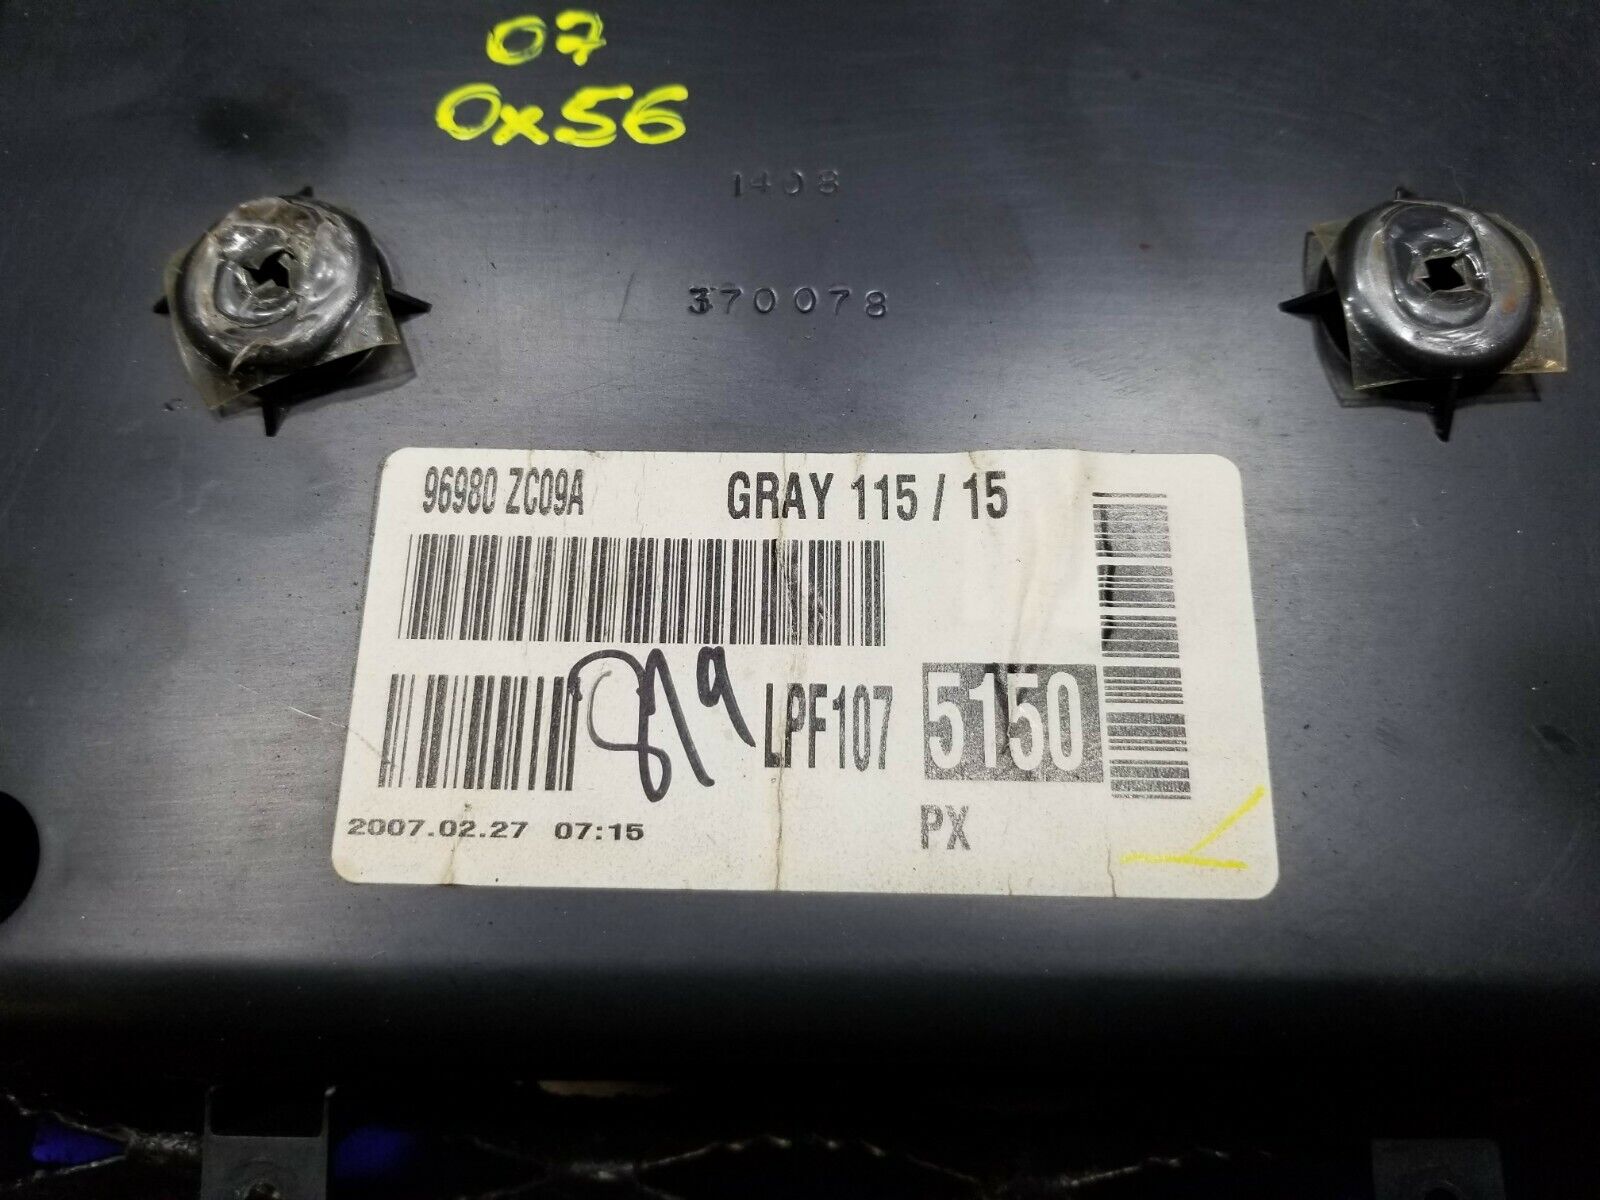 07
0x56
1408
370078
96980 ZC09A GRAY 115 / 15
LPF107 5150
2007.02.27 07:15 PX